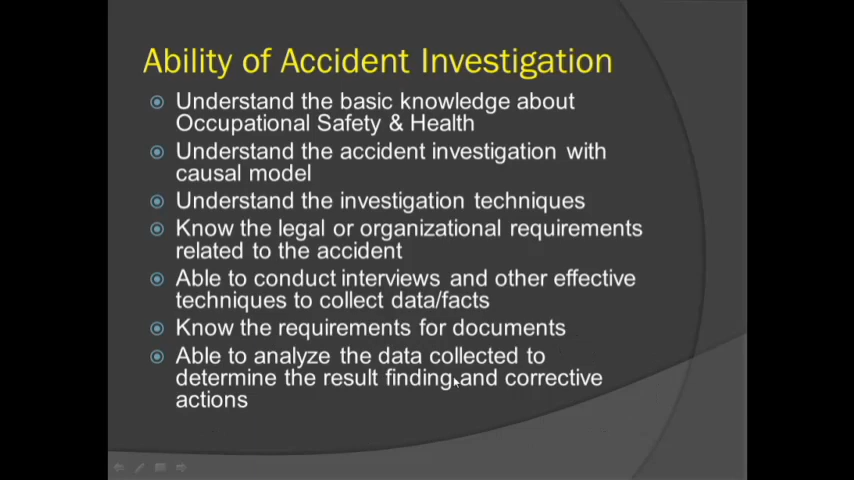 Ability of Accident Investigation
Understand the basic knowledge about
Occupational Safety & Health
Understand the accident investigation with
causal model
Understand the investigation techniques
Know the legal or organizational requirements
related to the accident
Able to conduct interviews and other effective
techniques to collect data/facts
Know the requirements for documents
Able to analyze the data collected to
determine the result finding and corrective
actions